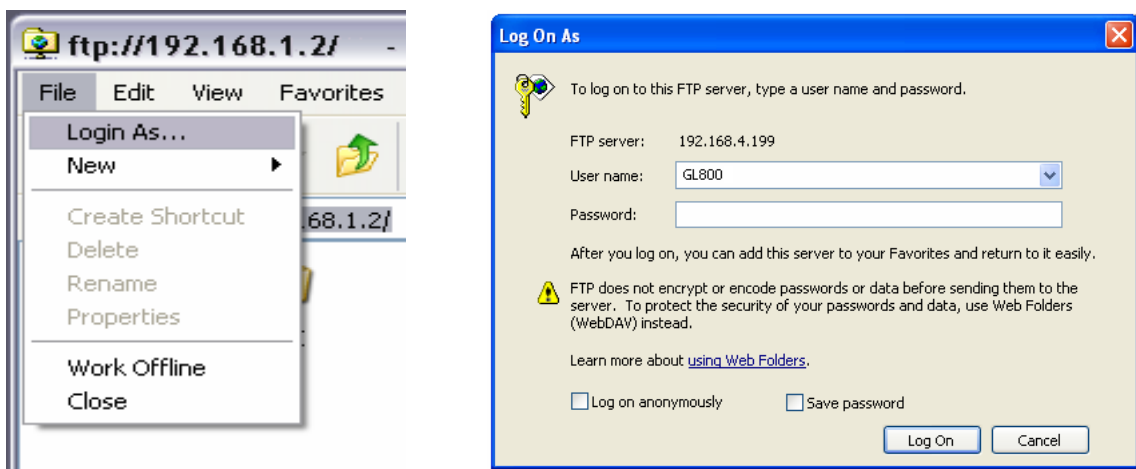 ftp://192.168.1.2/ -
File Edit View Favorites
Login As...
New
Create Shortcut
.68.1.2/
Delete
Rename
Properties
Work Offline
Close
Log On As
To log on to this FTP server, type a user name and password.
FTP server: 192.168.4.199
User name: GL800
Password:
After you log on, you can add this server to your Favorites and return to it easily.
FTP does not encrypt or encode passwords or data before sending them to the
server. To protect the security of your passwords and data, use Web Folders
(WebDAV) instead.
Learn more about using Web Folders.
Log on anonymously Save password
Log On Cancel